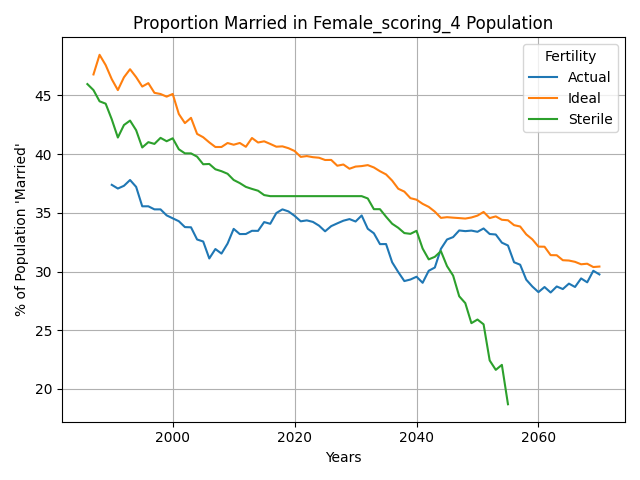 Proportion Married in Female_scoring_4 Population
Fertility
Actual
Ideal
Sterile
% of Population 'Married'
45
40
35
30
25
20
2000
2020
2040
2060
Years